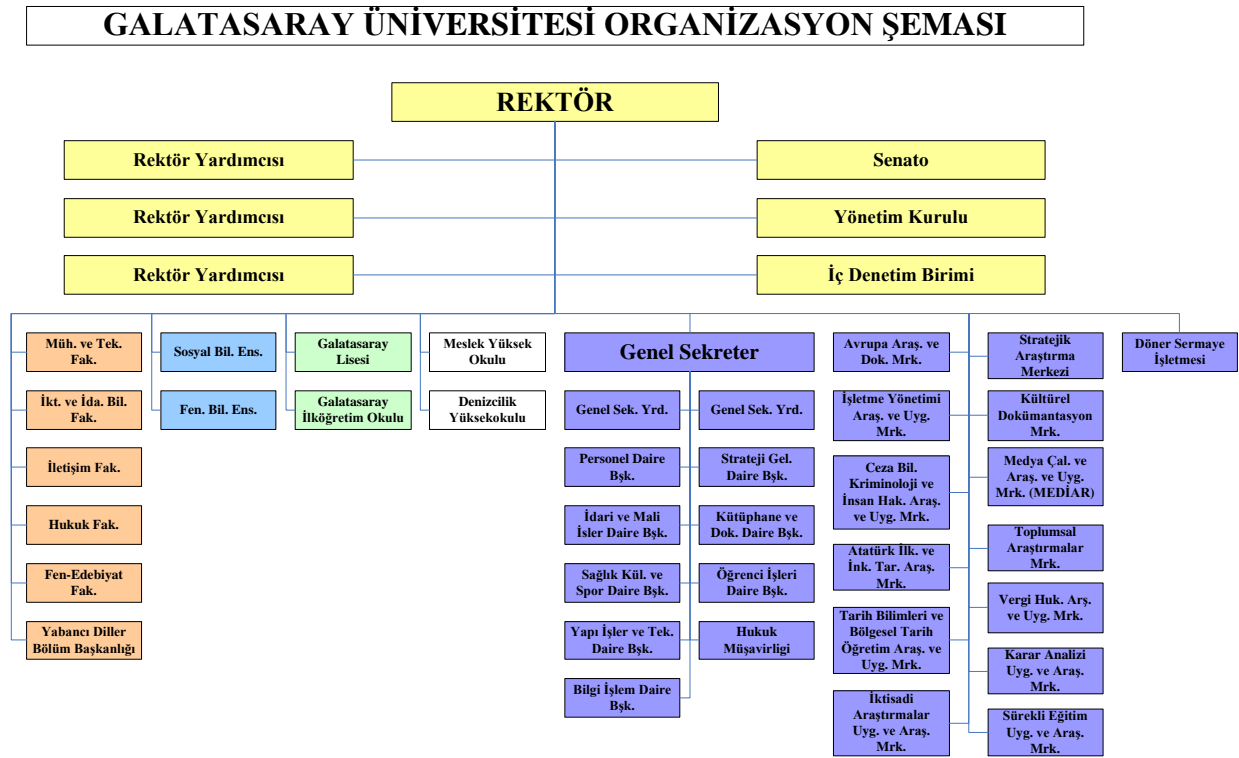 GALATASARAY ÜNİVERSİTESİ ORGANİZASYON ŞEMASI
REKTÖR
Rektör Yardımcısı
Senato
Rektör Yardımcısı
Yönetim Kurulu
Rektör Yardımcısı
İç Denetim Birimi
Müh. ve Tek.
Fak.
İkt. ve İda. Bil.
Fak.
İletişim Fak.
Hukuk Fak.
Fen-Edebiyat
Fak.
Yabancı Diller
Bölüm Başkanlığı
Sosyal Bil. Ens.
Fen. Bil. Ens.
Galatasaray
Lisesi
Galatasaray
İlköğretim Okulu
Meslek Yüksek
Okulu
Denizcilik
Yüksekokulu
Genel Sekreter
Genel Sek. Yrd.
Genel Sek. Yrd.
Personel Daire
Bşk.
Strateji Gel.
Daire Bşk.
İdari ve Mali
İsler Daire Bşk.
Kütüphane ve
Dok. Daire Bşk.
Sağlık Kül. ve
Spor Daire Bşk.
Öğrenci İşleri
Daire Bşk.
Yapı İşler ve Tek.
Daire Bşk.
Hukuk
Müşavirligi
Bilgi İşlem Daire
Bşk.
Avrupa Araş. ve
Dok. Mrk.
İşletme Yönetimi
Araş. ve Uyg.
Mrk.
Ceza Bil.
Kriminoloji ve
İnsan Hak. Araş.
ve Uyg. Mrk.
Atatürk İlk. ve
İnk. Tar. Araş.
Mrk.
Tarih Bilimleri ve
Bölgesel Tarih
Öğretim Araş. ve
Uyg. Mrk.
İktisadi
Araştırmalar
Uyg. ve Araş.
Mrk.
Stratejik
Araştırma
Merkezi
Kültürel
Dokümantasyon
Mrk.
Medya Çal. ve
Araş. ve Uyg.
Mrk. (MEDİAR)
Toplumsal
Araştırmalar
Mrk.
Vergi Huk. Arş.
ve Uyg. Mrk.
Karar Analizi
Uyg. ve Araş.
Mrk.
Sürekli Eğitim
Uyg. ve Araş.
Mrk.
Döner Sermaye
İşletmesi